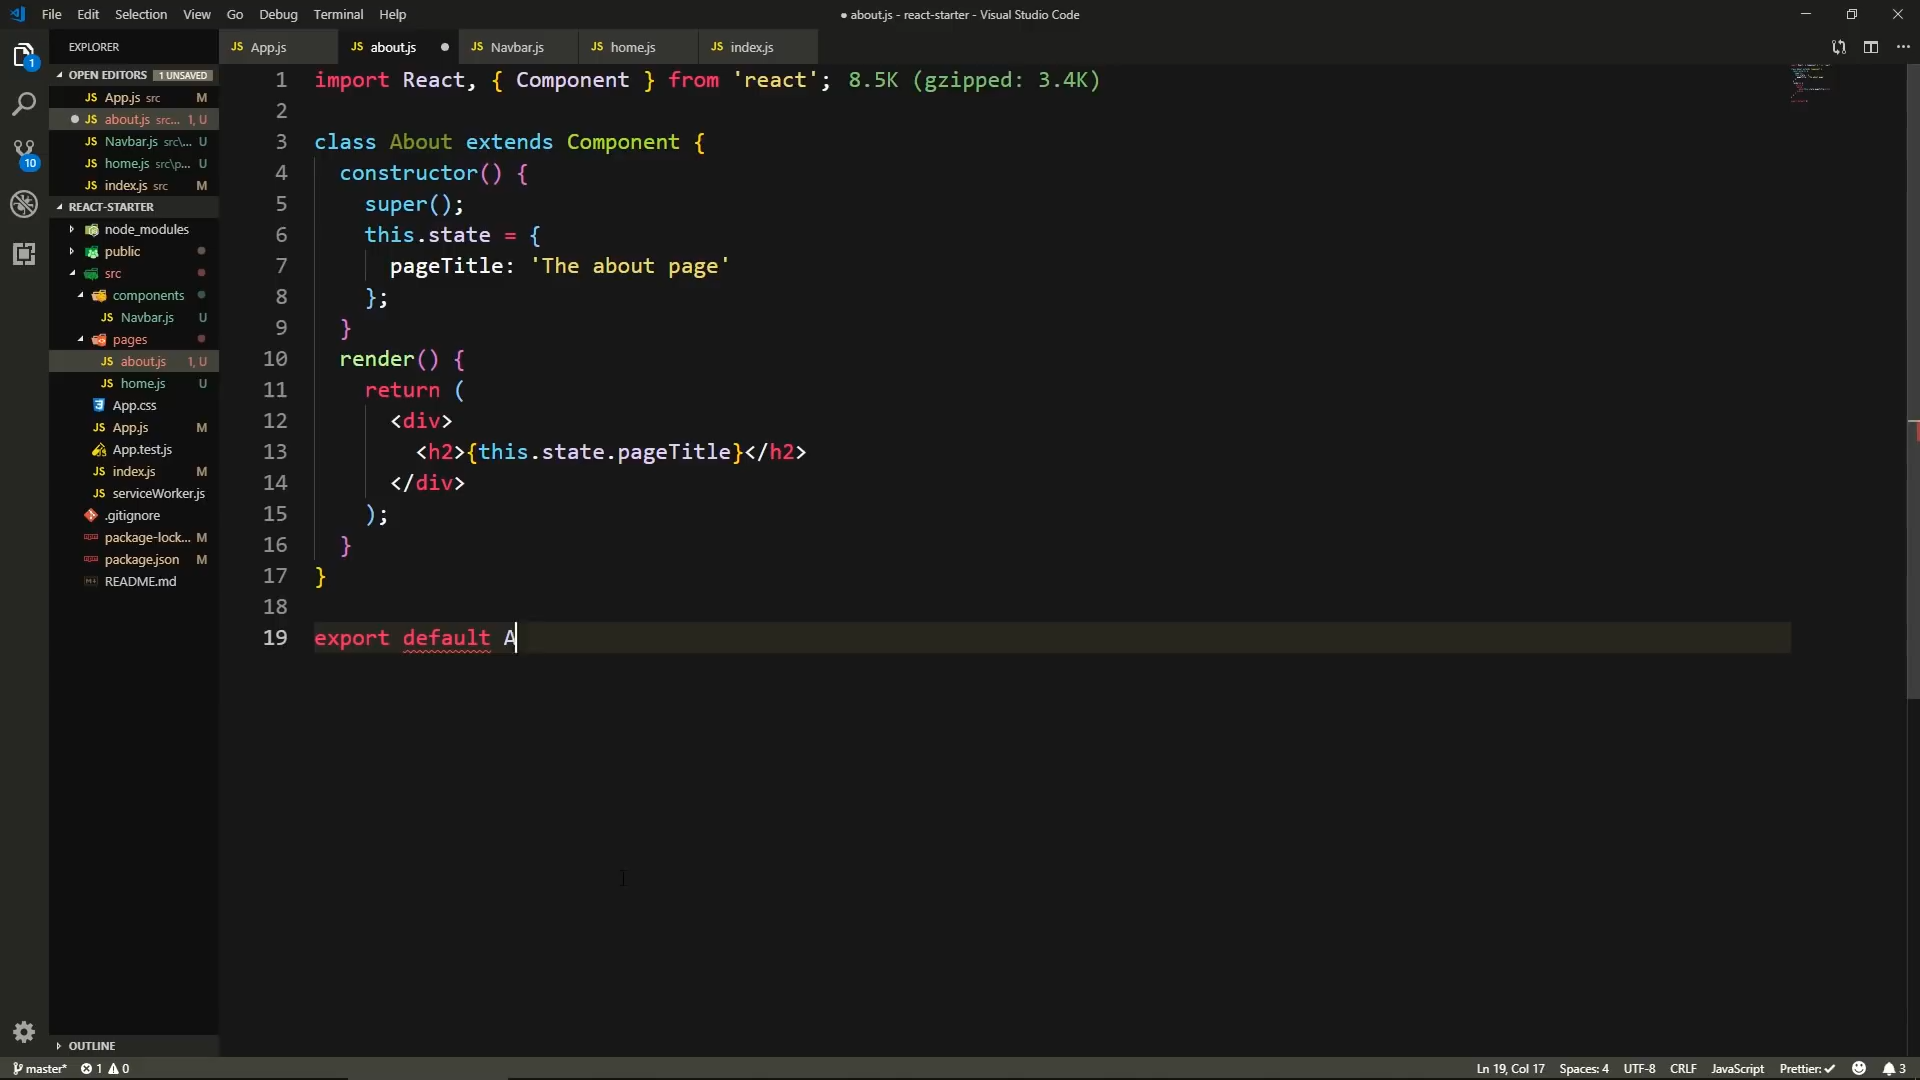 File Edit Selection View Go Debug Terminal Help
● about.js - react-starter - Visual Studio Code
EXPLORER
JS App.js
JS about.js
JS Navbar.js
JS home.js
JS index.js
OPEN EDITORS 1 UNSAVED
JS App.js src M
JS about.js src... 1, U
JS Navbar.js src\... U
JS home.js src\p... U
JS index.js src M
REACT-STARTER
node_modules
public
src
components
JS Navbar.js U
pages
JS about.js 1, U
JS home.js U
App.css
JS App.js M
App.test.js
JS index.js M
JS serviceWorker.js
.gitignore
package-lock... M
package.json M
README.md
OUTLINE
1
10
1 import React, { Component } from 'react'; 8.5K (gzipped: 3.4K)
2
3 class About extends Component {
4 constructor() {
5 super();
6 this.state = {
7 pageTitle: 'The about page'
8 };
9 }
10 render() {
11 return (
12 <div>
13 <h2>{this.state.pageTitle}</h2>
14 </div>
15 );
16 }
17 }
18
19 export default A
master* 1 0
Ln 19, Col 17 Spaces: 4 UTF-8 CRLF JavaScript Prettier: ✓ 3